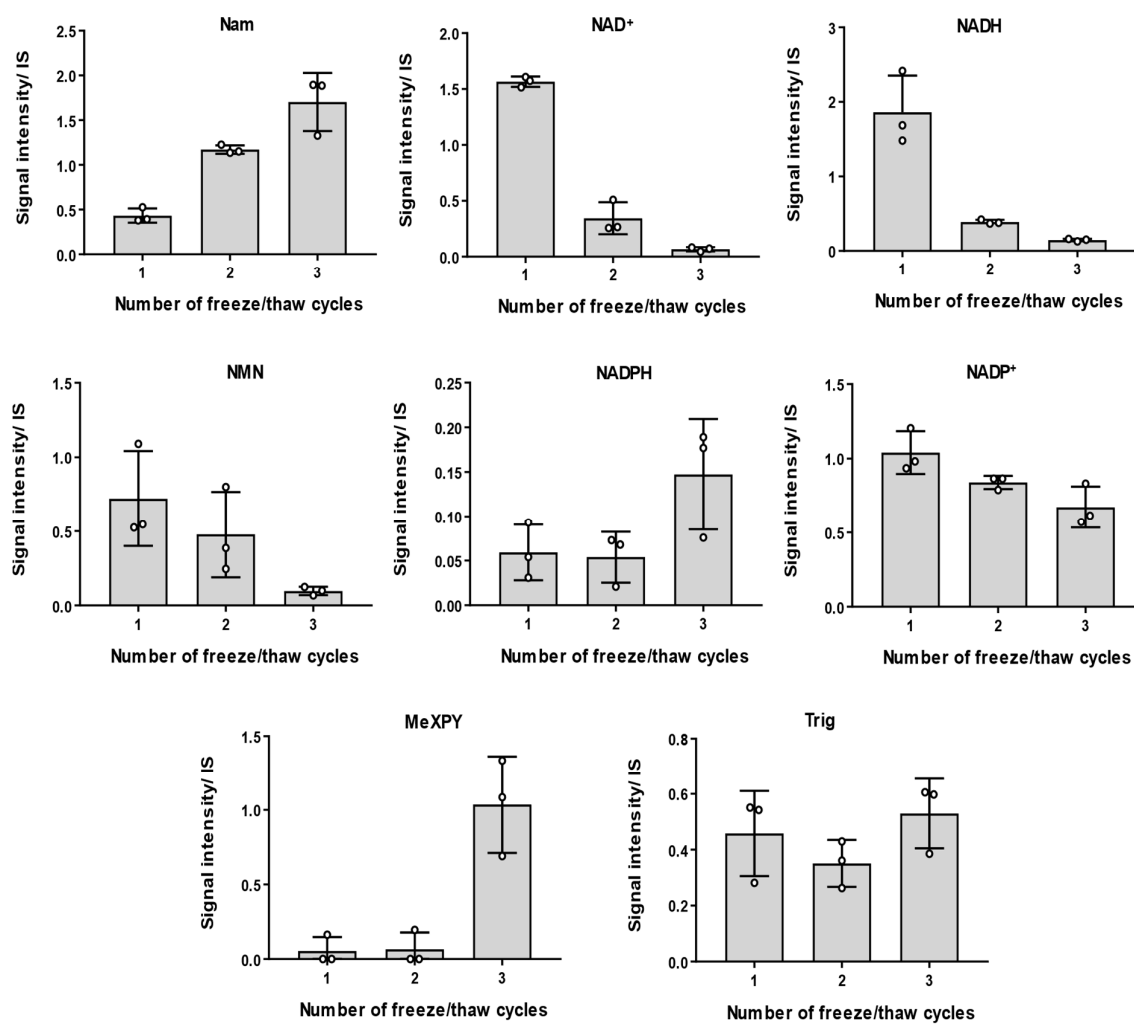 Nam
Signal intensity/ IS
2.5
2.0
1.5
1.0
0.5
0.0
1 2 3
Number of freeze/thaw cycles
NAD⁺
Signal intensity/ IS
2.0
1.5
1.0
0.5
0.0
1 2 3
Number of freeze/thaw cycles
NADH
Signal intensity/ IS
3
2
1
0
1 2 3
Number of freeze/thaw cycles
NMN
Signal intensity/ IS
1.5
1.0
0.5
0.0
1 2 3
Number of freeze/thaw cycles
NADPH
Signal intensity/ IS
0.25
0.20
0.15
0.10
0.05
0.00
1 2 3
Number of freeze/thaw cycles
NADP⁺
Signal intensity/ IS
1.5
1.0
0.5
0.0
1 2 3
Number of freeze/thaw cycles
MeXPY
Signal intensity/ IS
1.5
1.0
0.5
0.0
1 2 3
Number of freeze/thaw cycles
Trig
Signal intensity/ IS
0.8
0.6
0.4
0.2
0.0
1 2 3
Number of freeze/thaw cycles